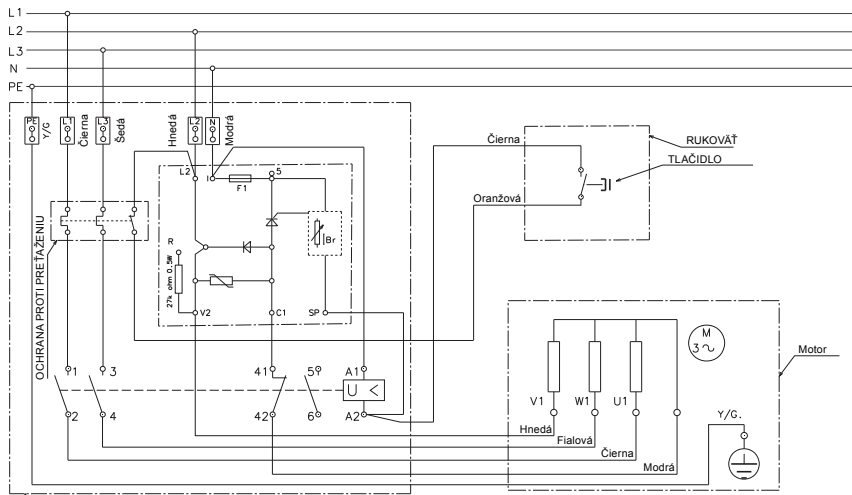 L1
L2
L3
N
PE
PE
Y/G
L1
Čierna
L3
Šedá
Hnedá
L2
N
Modrá
Čierna
RUKOVÄŤ
TLAČIDLO
Oranžová
L2
I
F1
5
Br
R
27k ohm 0.5W
V2
C1
SP
OCHRANA PROTI PREŤAŽENIU
1
3
41
5
A1
U <
2
4
42
6
A2
M
3~
Motor
V1
W1
U1
Y/G.
Hnedá
Fialová
Čierna
Modrá